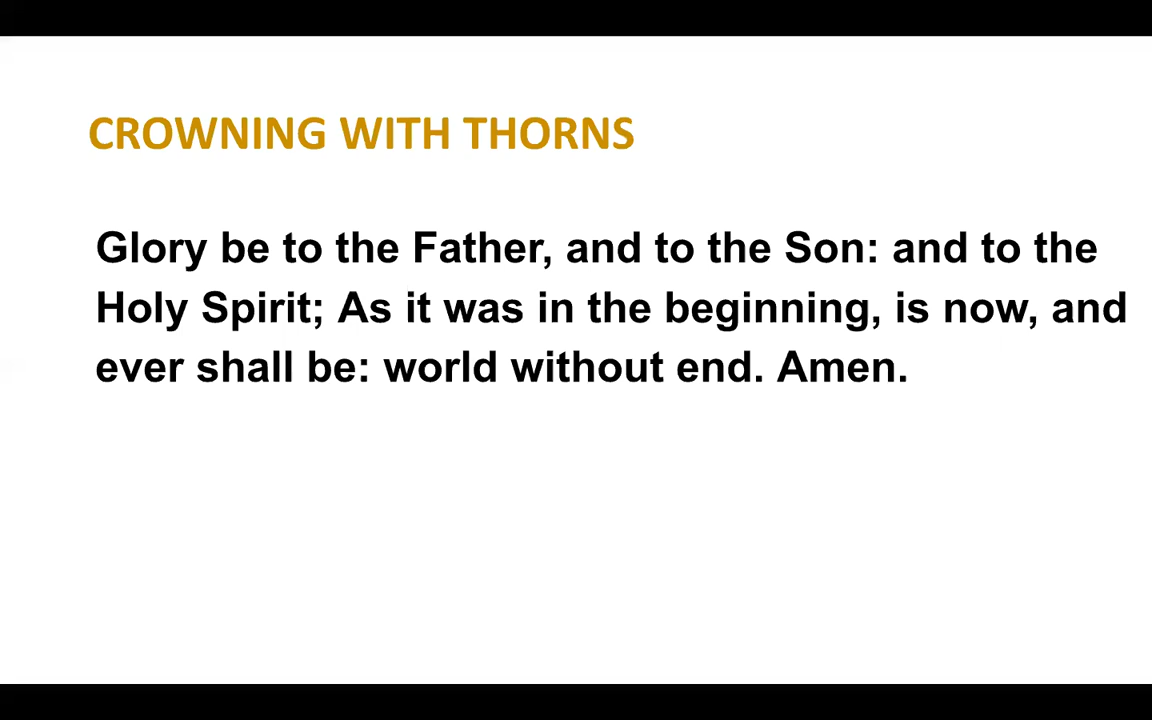 CROWNING WITH THORNS
Glory be to the Father, and to the Son: and to the
Holy Spirit; As it was in the beginning, is now, and
ever shall be: world without end. Amen.